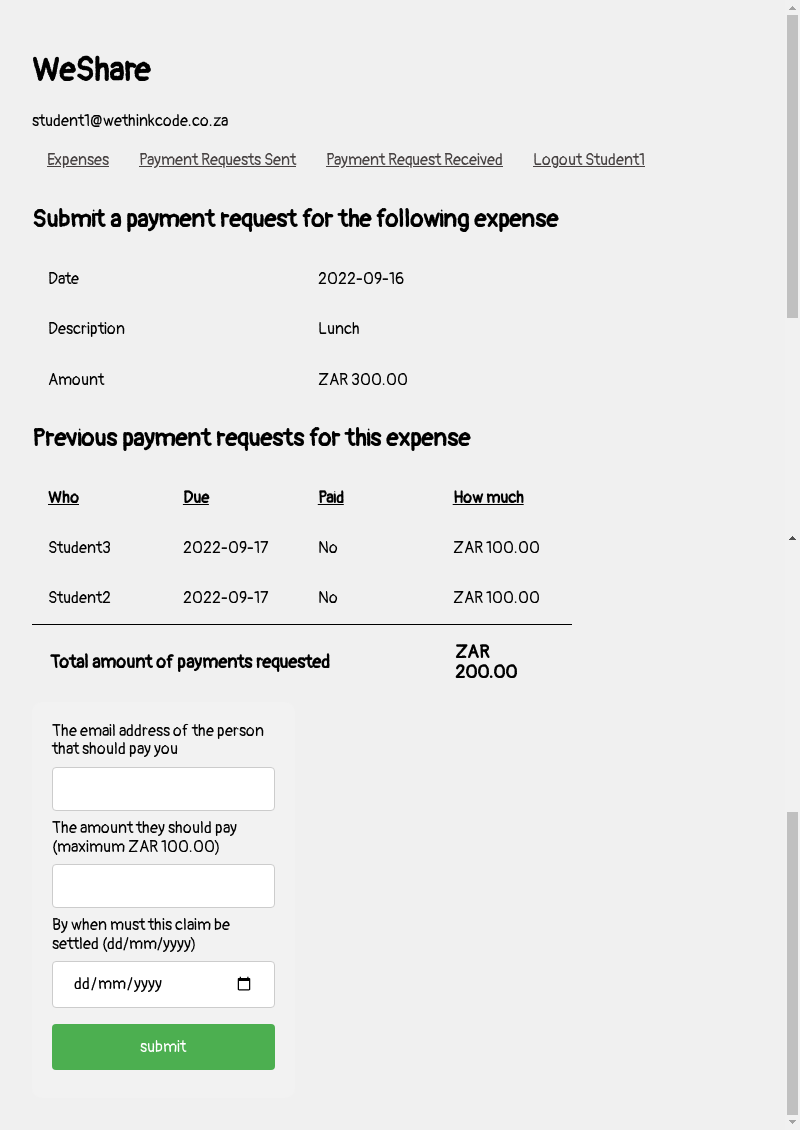 WeShare
student1@wethinkcode.co.za
Expenses Payment Requests Sent Payment Request Received Logout Student1
Submit a payment request for the following expense
Date 2022-09-16
Description Lunch
Amount ZAR 300.00
Previous payment requests for this expense
Who Due Paid How much
Student3 2022-09-17 No ZAR 100.00
Student2 2022-09-17 No ZAR 100.00
Total amount of payments requested ZAR
200.00
The email address of the person
that should pay you
The amount they should pay
(maximum ZAR 100.00)
By when must this claim be
settled (dd/mm/yyyy)
dd/mm/yyyy
submit